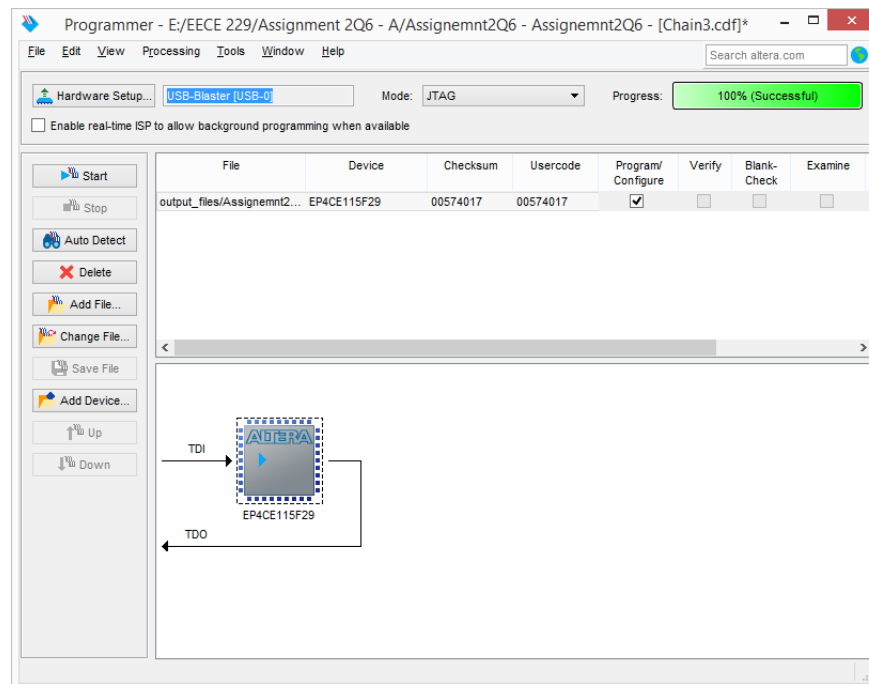 Programmer - E:/EECE 229/Assignment 2Q6 - A/Assignemnt2Q6 - Assignemnt2Q6 - [Chain3.cdf]*
File Edit View Processing Tools Window Help
Search altera.com
Hardware Setup... USB-Blaster [USB-0] Mode: JTAG Progress: 100% (Successful)
Enable real-time ISP to allow background programming when available
Start
Stop
Auto Detect
Delete
Add File...
Change File...
Save File
Add Device...
Up
Down
File Device Checksum Usercode Program/ Verify Blank- Examine
Configure Check
output_files/Assignemnt2... EP4CE115F29 00574017 00574017
TDI
ALTERA
EP4CE115F29
TDO